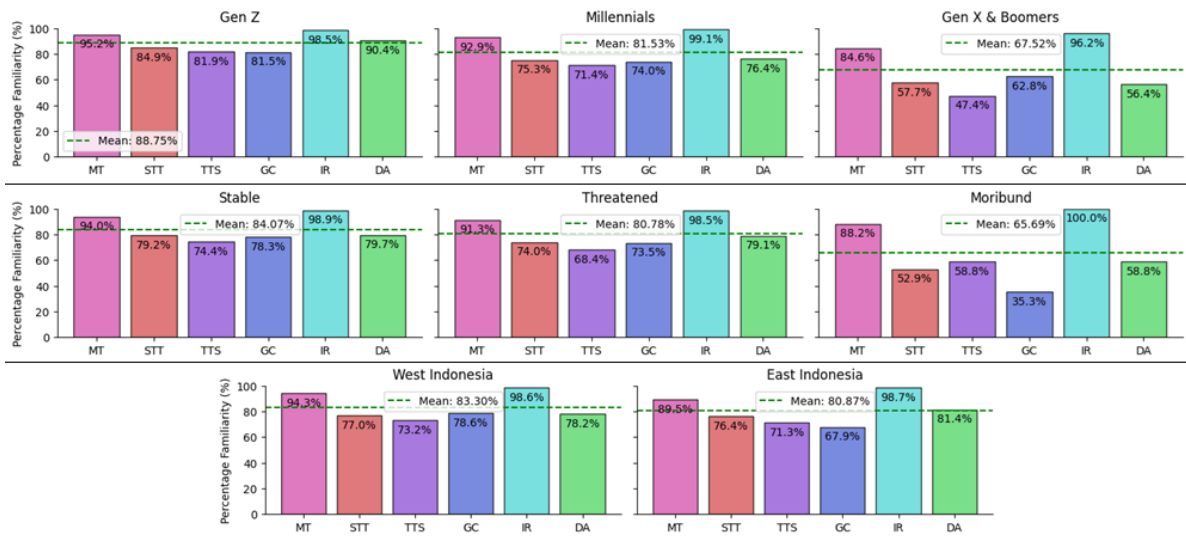 Gen Z
Millennials
Gen X & Boomers
Percentage Familiarity (%)
100
80
60
40
20
0
95.2%
84.9%
81.9%
81.5%
98.5%
90.4%
Mean: 88.75%
MT STT TTS GC IR DA
92.9%
75.3%
71.4%
74.0%
99.1%
76.4%
Mean: 81.53%
MT STT TTS GC IR DA
84.6%
57.7%
47.4%
62.8%
96.2%
56.4%
Mean: 67.52%
MT STT TTS GC IR DA
Stable
Threatened
Moribund
Percentage Familiarity (%)
100
80
60
40
20
0
94.0%
79.2%
74.4%
78.3%
98.9%
79.7%
Mean: 84.07%
MT STT TTS GC IR DA
91.3%
74.0%
68.4%
73.5%
98.5%
79.1%
Mean: 80.78%
MT STT TTS GC IR DA
88.2%
52.9%
58.8%
35.3%
100.0%
58.8%
Mean: 65.69%
MT STT TTS GC IR DA
West Indonesia
East Indonesia
Percentage Familiarity (%)
100
80
60
40
20
0
94.3%
77.0%
73.2%
78.6%
98.6%
78.2%
Mean: 83.30%
MT STT TTS GC IR DA
89.5%
76.4%
71.3%
67.9%
98.7%
81.4%
Mean: 80.87%
MT STT TTS GC IR DA